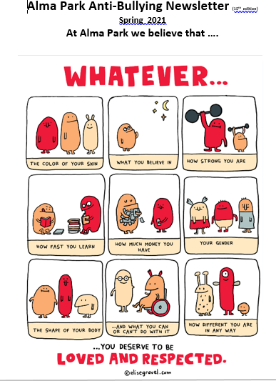 Alma Park Anti-Bullying Newsletter
Spring 2021
At Alma Park we believe that ....
WHATEVER...
THE COLOR OF YOUR SKIN
WHAT YOU BELIEVE IN
HOW STRONG YOU ARE
HOW FAST YOU LEARN
HOW MUCH MONEY YOU HAVE
YOUR GENDER
THE SHAPE OF YOUR BODY
...AND WHAT YOU CAN OR CAN'T DO WITH IT
HOW DIFFERENT YOU ARE IN ANY WAY
...YOU DESERVE TO BE
LOVED AND RESPECTED.
©elisegravel.com